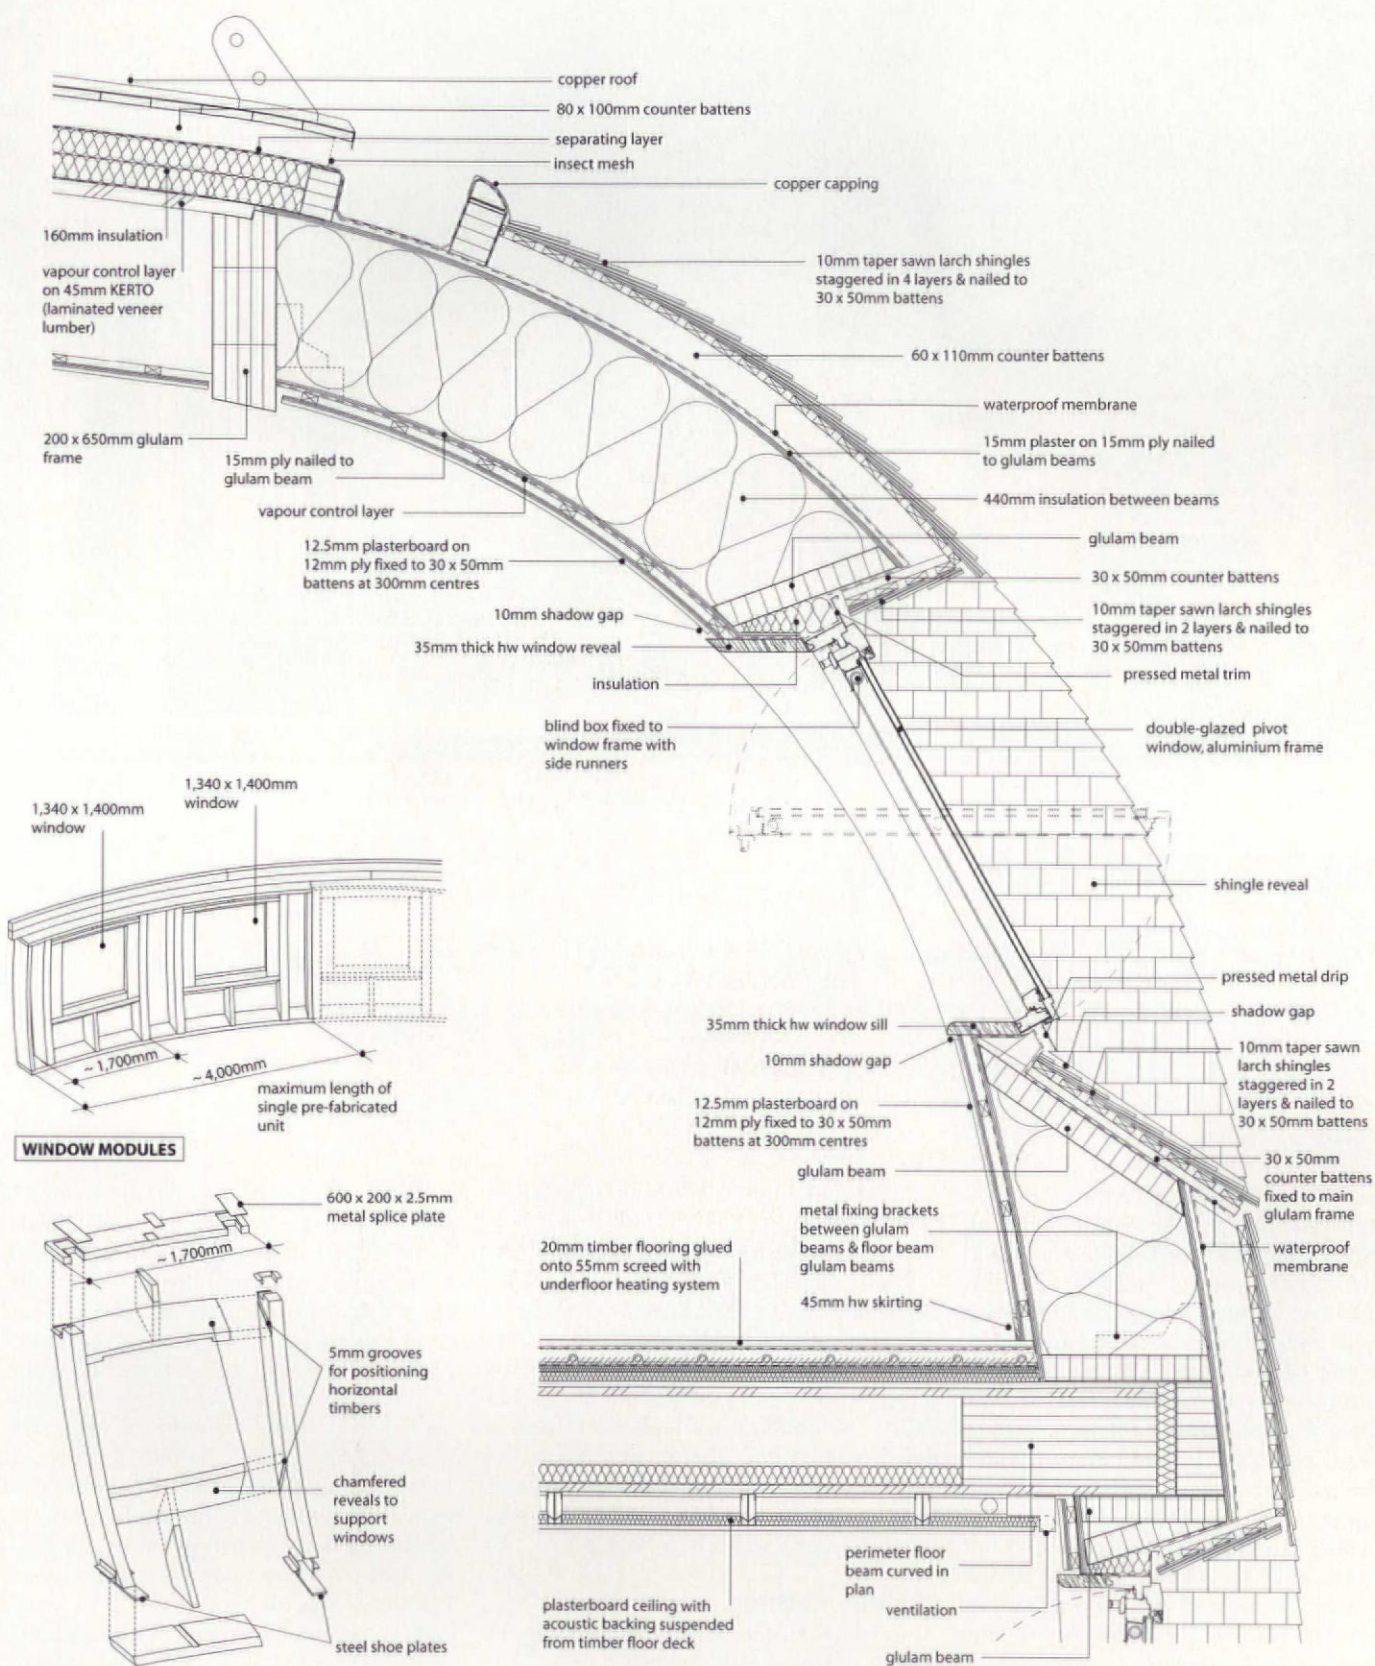 copper roof
80 x 100mm counter battens
separating layer
insect mesh
copper capping
160mm insulation
vapour control layer
on 45mm KERTO
(laminated veneer
lumber)
10mm taper sawn larch shingles
staggered in 4 layers & nailed to
30 x 50mm battens
60 x 110mm counter battens
waterproof membrane
200 x 650mm glulam
frame
15mm ply nailed to
glulam beam
15mm plaster on 15mm ply nailed
to glulam beams
vapour control layer
440mm insulation between beams
12.5mm plasterboard on
12mm ply fixed to 30 x 50mm
battens at 300mm centres
glulam beam
30 x 50mm counter battens
10mm shadow gap
10mm taper sawn larch shingles
staggered in 2 layers & nailed to
30 x 50mm battens
35mm thick hw window reveal
insulation
pressed metal trim
blind box fixed to
window frame with
side runners
double-glazed pivot
window, aluminium frame
1,340 x 1,400mm
window
1,340 x 1,400mm
window
shingle reveal
pressed metal drip
shadow gap
35mm thick hw window sill
10mm shadow gap
10mm taper sawn
larch shingles
staggered in 2
layers & nailed to
30 x 50mm battens
~ 1,700mm
~ 4,000mm
maximum length of
single pre-fabricated
unit
12.5mm plasterboard on
12mm ply fixed to 30 x 50mm
battens at 300mm centres
WINDOW MODULES
glulam beam
30 x 50mm
counter battens
fixed to main
glulam frame
600 x 200 x 2.5mm
metal splice plate
~ 1,700mm
metal fixing brackets
between glulam
beams & floor beam
glulam beams
20mm timber flooring glued
onto 55mm screed with
underfloor heating system
waterproof
membrane
45mm hw skirting
5mm grooves
for positioning
horizontal
timbers
chamfered
reveals to
support
windows
perimeter floor
beam curved in
plan
plasterboard ceiling with
acoustic backing suspended
from timber floor deck
ventilation
steel shoe plates
glulam beam